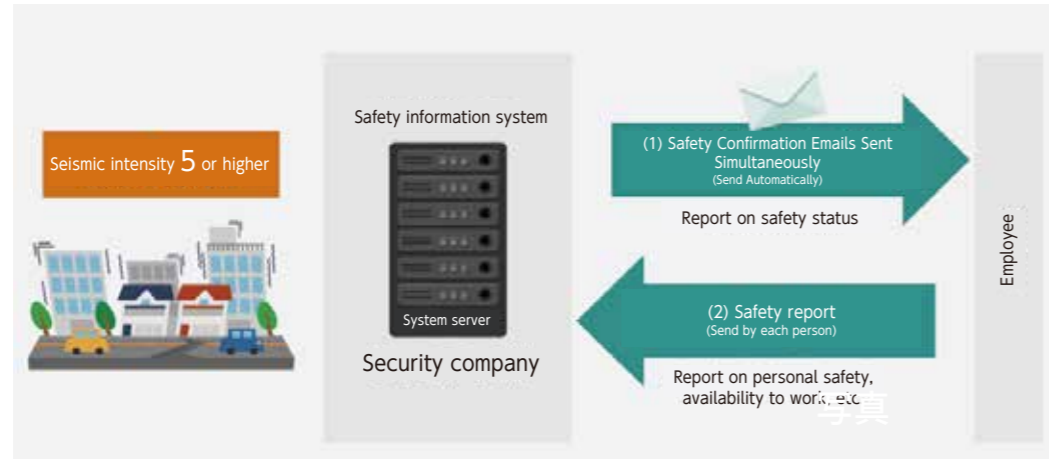 Seismic intensity 5 or higher
Safety information system
System server
Security company
(1) Safety Confirmation Emails Sent
Simultaneously
(Send Automatically)
Report on safety status
(2) Safety report
(Send by each person)
Report on personal safety,
availability to work, etc
写真
Employee